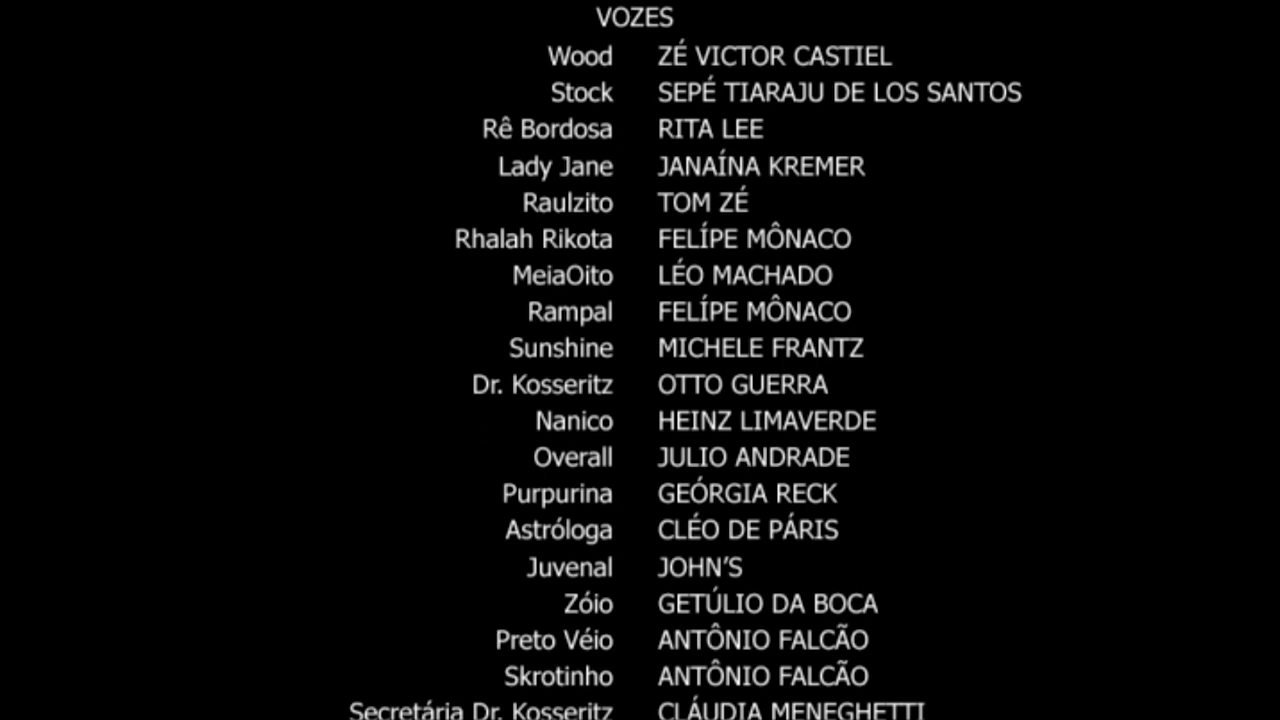 VOZES
Wood ZÉ VICTOR CASTIEL
Stock SEPÉ TIARAJU DE LOS SANTOS
Rê Bordosa RITA LEE
Lady Jane JANAÍNA KREMER
Raulzito TOM ZÉ
Rhalah Rikota FELÍPE MÔNACO
MeiaOito LÉO MACHADO
Rampal FELÍPE MÔNACO
Sunshine MICHELE FRANTZ
Dr. Kosseritz OTTO GUERRA
Nanico HEINZ LIMAVERDE
Overall JULIO ANDRADE
Purpurina GEÓRGIA RECK
Astróloga CLÉO DE PÁRIS
Juvenal JOHN’S
Zóio GETÚLIO DA BOCA
Preto Véio ANTÔNIO FALCÃO
Skrotinho ANTÔNIO FALCÃO
Secretária Dr. Kosseritz CLÁUDIA MENEGHETTI